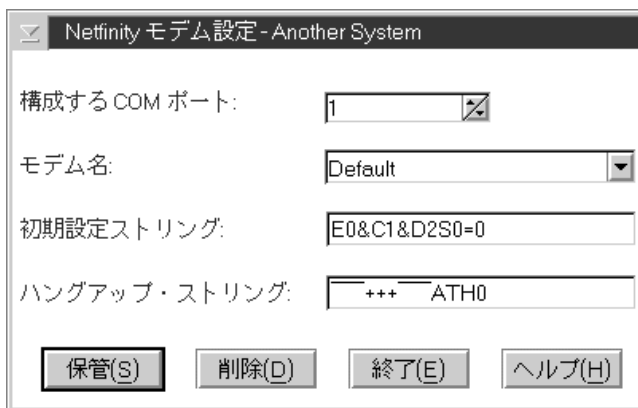 Netfinity モデム設定 - Another System
構成する COM ポート: 1
モデム名: Default
初期設定ストリング: E0&C1&D2S0=0
ハングアップ・ストリング: ‾‾+++‾‾ATH0
保管(S) 削除(D) 終了(E) ヘルプ(H)